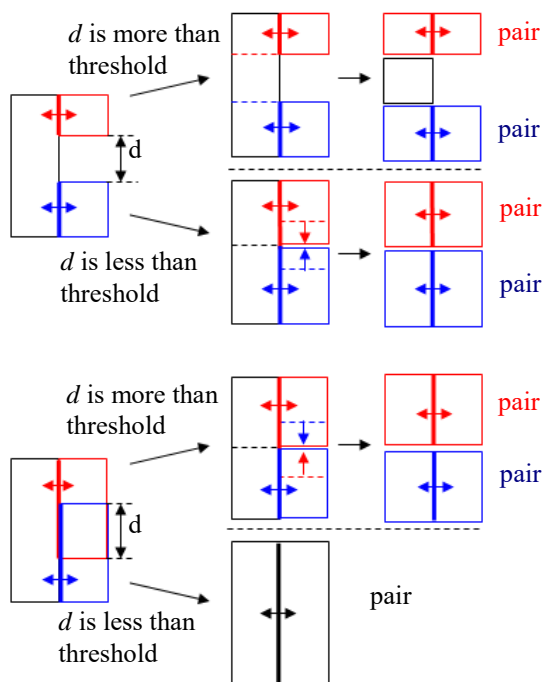 d is more than
threshold
pair
d
pair
pair
d is less than
threshold
pair
d is more than
threshold
pair
pair
d
pair
d is less than
threshold